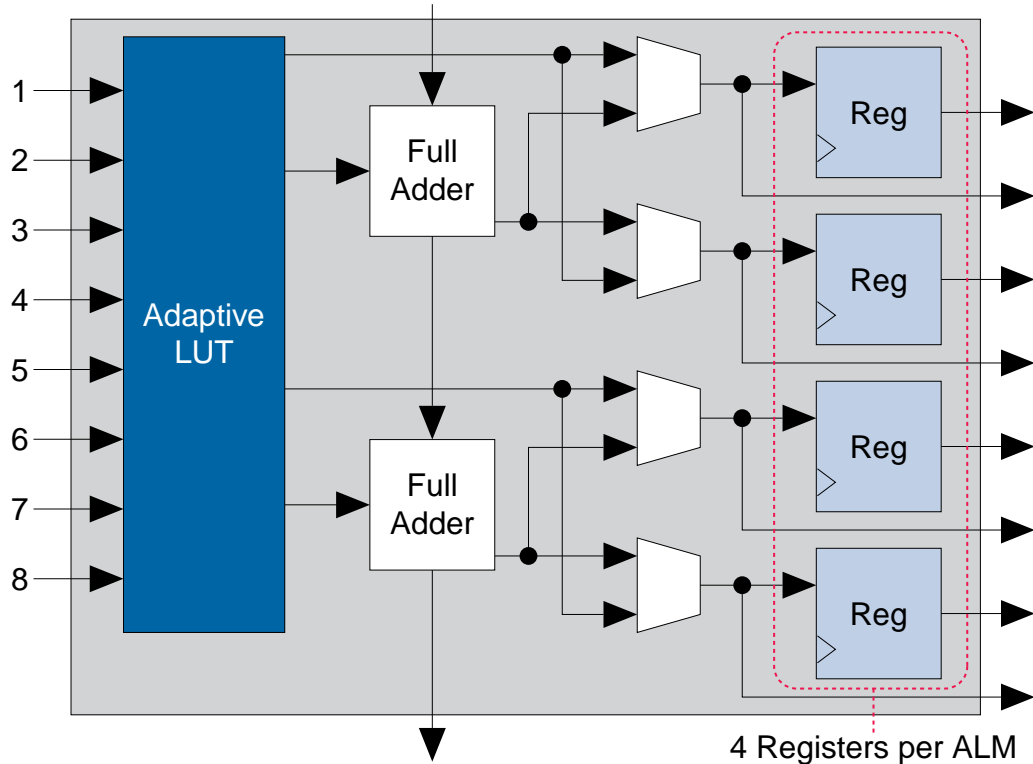 1
2
3
4
5
6
7
8
Adaptive
LUT
Full
Adder
Full
Adder
Reg
Reg
Reg
Reg
4 Registers per ALM